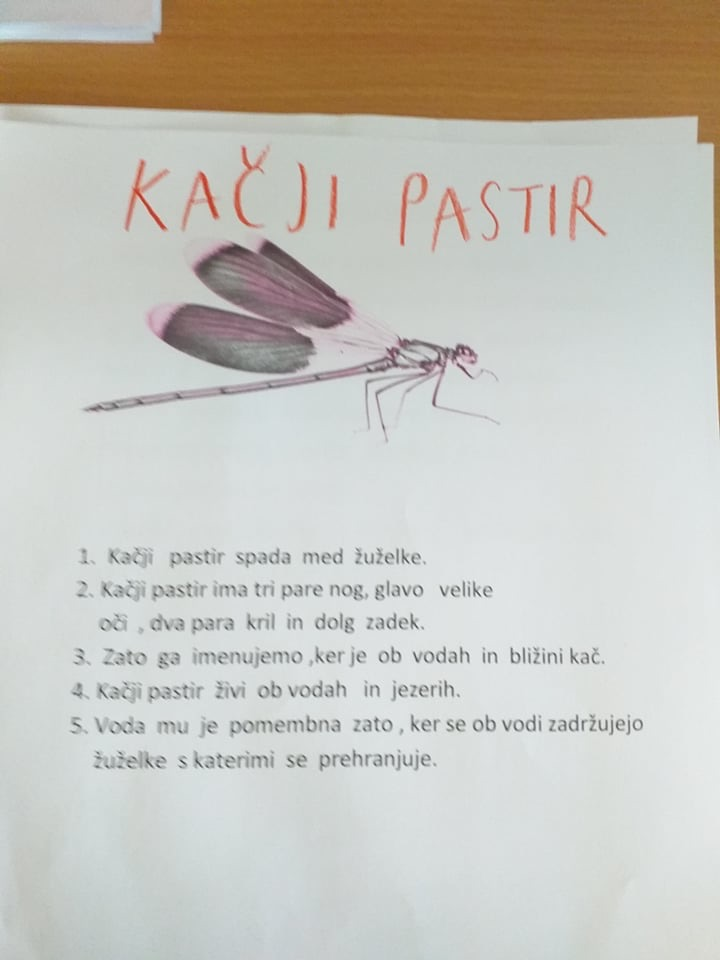 KAČJI PASTIR
1. Kačji pastir spada med žuželke.
2. Kačji pastir ima tri pare nog, glavo velike
oči , dva para kril in dolg zadek.
3. Zato ga imenujemo ,ker je ob vodah in bližini kač.
4. Kačji pastir živi ob vodah in jezerih.
5. Voda mu je pomembna zato , ker se ob vodi zadržujejo
žuželke s katerimi se prehranjuje.